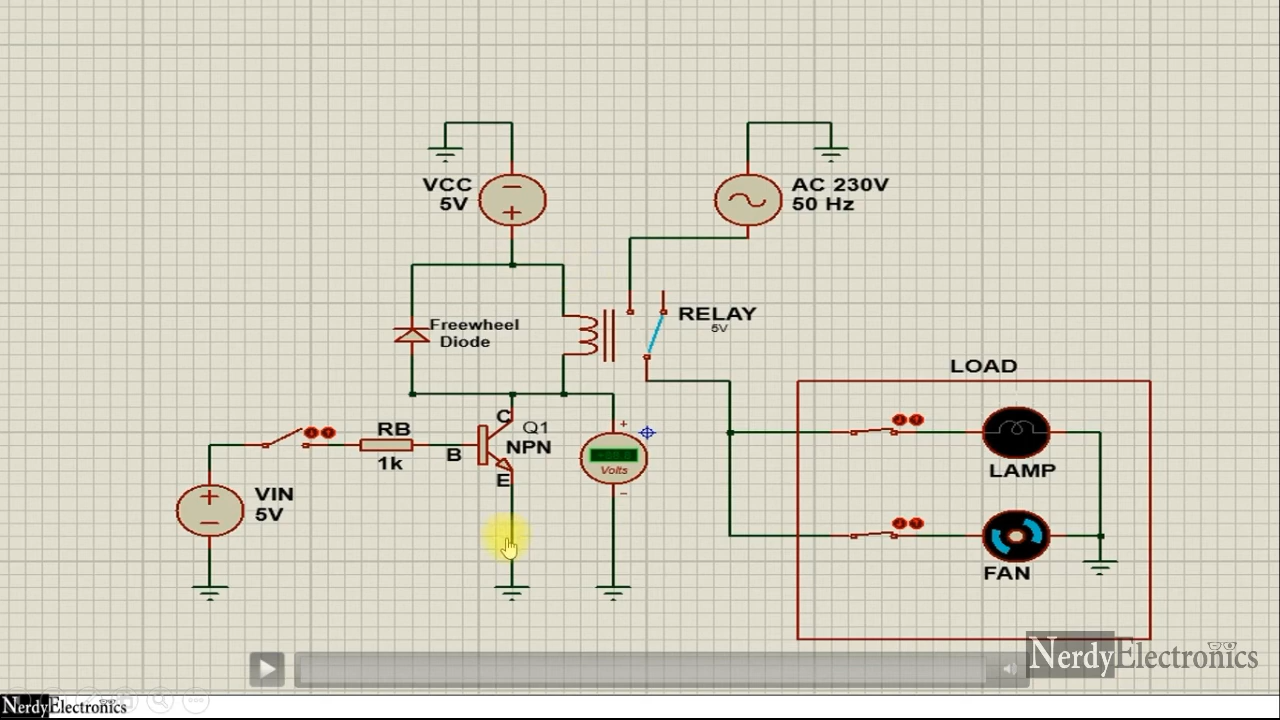 VCC
5V
AC 230V
50 Hz
Freewheel
Diode
RELAY
5V
LOAD
RB
1k
B
C
E
Q1
NPN
+
Volts
−
VIN
5V
LAMP
FAN
NerdyElectronics
NerdyElectronics